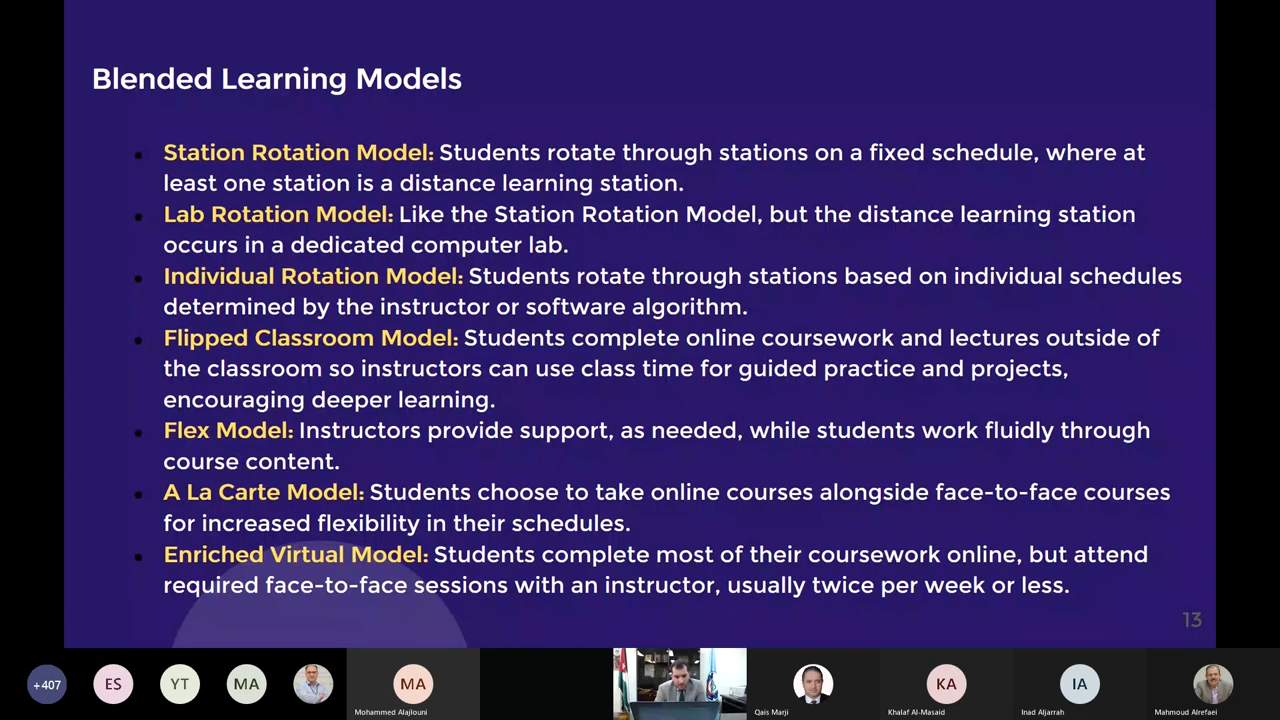 Blended Learning Models
Station Rotation Model: Students rotate through stations on a fixed schedule, where at
least one station is a distance learning station.
Lab Rotation Model: Like the Station Rotation Model, but the distance learning station
occurs in a dedicated computer lab.
Individual Rotation Model: Students rotate through stations based on individual schedules
determined by the instructor or software algorithm.
Flipped Classroom Model: Students complete online coursework and lectures outside of
the classroom so instructors can use class time for guided practice and projects,
encouraging deeper learning.
Flex Model: Instructors provide support, as needed, while students work fluidly through
course content.
A La Carte Model: Students choose to take online courses alongside face-to-face courses
for increased flexibility in their schedules.
Enriched Virtual Model: Students complete most of their coursework online, but attend
required face-to-face sessions with an instructor, usually twice per week or less.
13
+407
ES
YT
MA
MA
Mohammed Alajlouni
Qais Marji
KA
Khalaf Al-Masaid
IA
Inad Aljarrah
Mahmoud Alrefaei